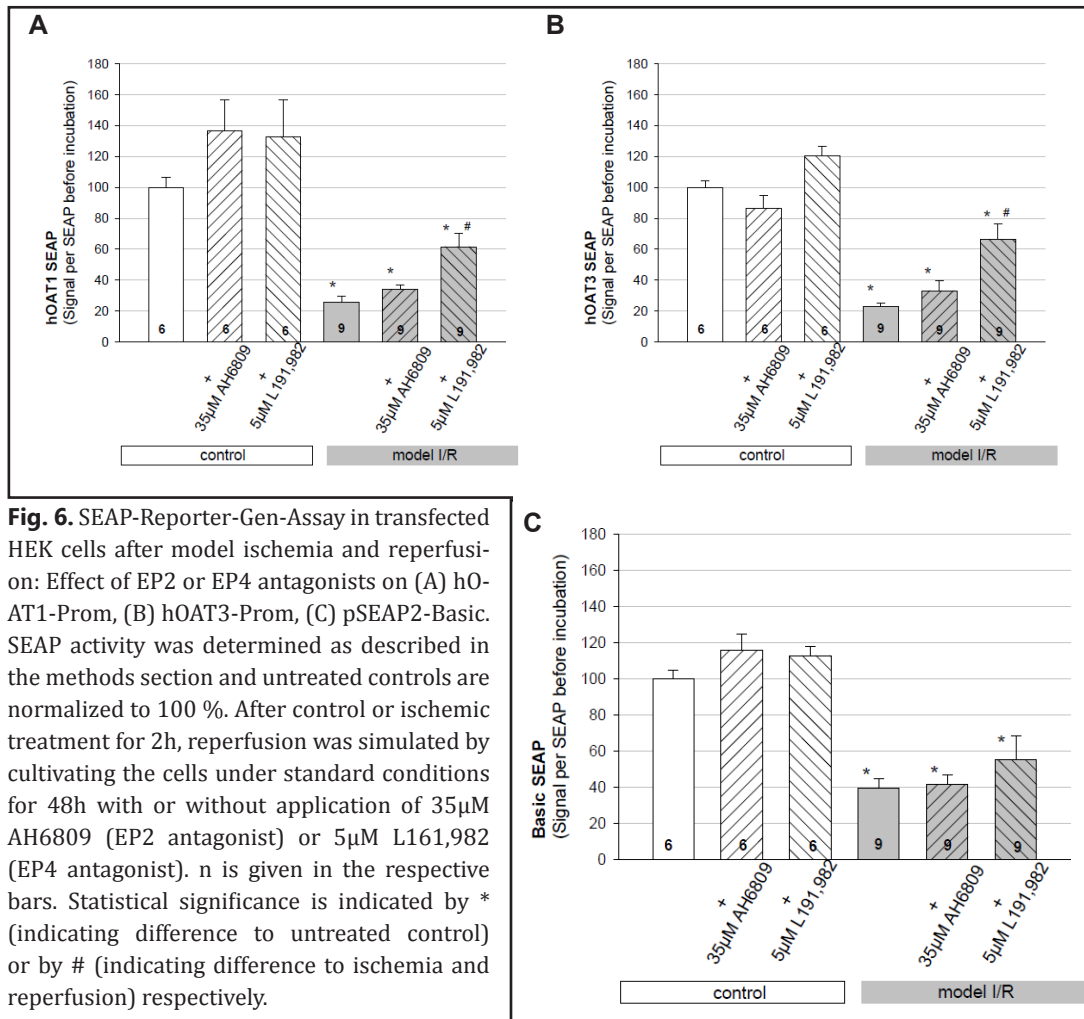 A
180
160
140
120
100
80
60
40
20
0
hOAT1 SEAP
(Signal per SEAP before incubation)
6
6
6
9
9
9
*
*
* #
+
35µM AH6809
+
5µM L191,982
+
35µM AH6809
+
5µM L191,982
control
model I/R
B
180
160
140
120
100
80
60
40
20
0
hOAT3 SEAP
(Signal per SEAP before incubation)
6
6
6
9
9
9
*
*
* #
+
35µM AH6809
+
5µM L191,982
+
35µM AH6809
+
5µM L191,982
control
model I/R
Fig. 6. SEAP-Reporter-Gen-Assay in transfected
HEK cells after model ischemia and reperfusi-
on: Effect of EP2 or EP4 antagonists on (A) hO-
AT1-Prom, (B) hOAT3-Prom, (C) pSEAP2-Basic.
SEAP activity was determined as described in
the methods section and untreated controls are
normalized to 100 %. After control or ischemic
treatment for 2h, reperfusion was simulated by
cultivating the cells under standard conditions
for 48h with or without application of 35µM
AH6809 (EP2 antagonist) or 5µM L161,982
(EP4 antagonist). n is given in the respective
bars. Statistical significance is indicated by *
(indicating difference to untreated control)
or by # (indicating difference to ischemia and
reperfusion) respectively.
C
180
160
140
120
100
80
60
40
20
0
Basic SEAP
(Signal per SEAP before incubation)
6
6
6
9
9
9
*
*
*
+
35µM AH6809
+
5µM L191,982
+
35µM AH6809
+
5µM L191,982
control
model I/R